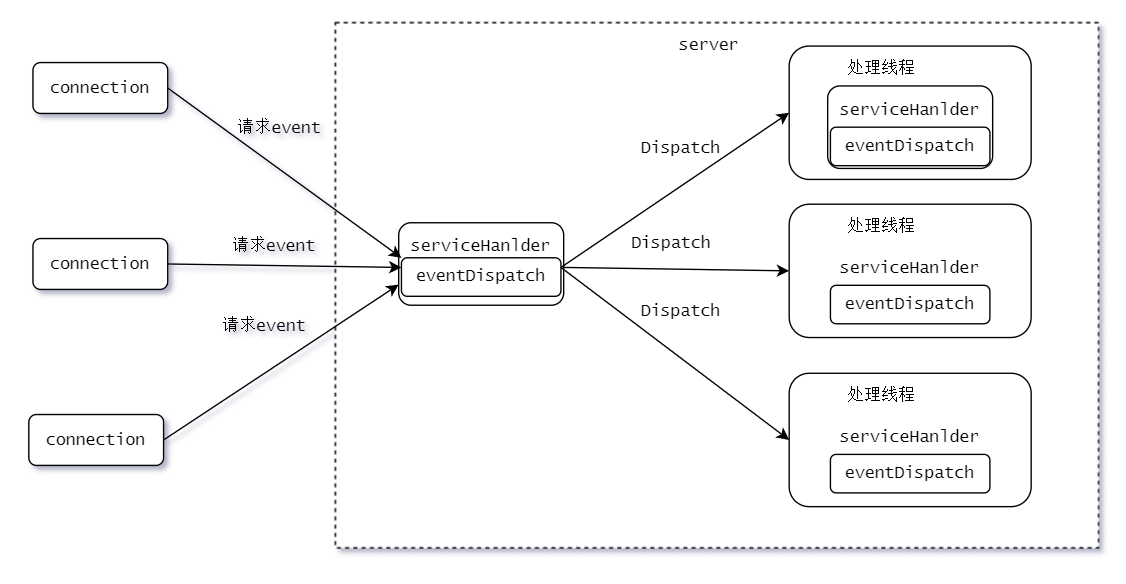 server
connection
请求event
connection
请求event
connection
请求event
serviceHanlder
eventDispatch
Dispatch
Dispatch
Dispatch
处理线程
serviceHanlder
eventDispatch
处理线程
serviceHanlder
eventDispatch
处理线程
serviceHanlder
eventDispatch